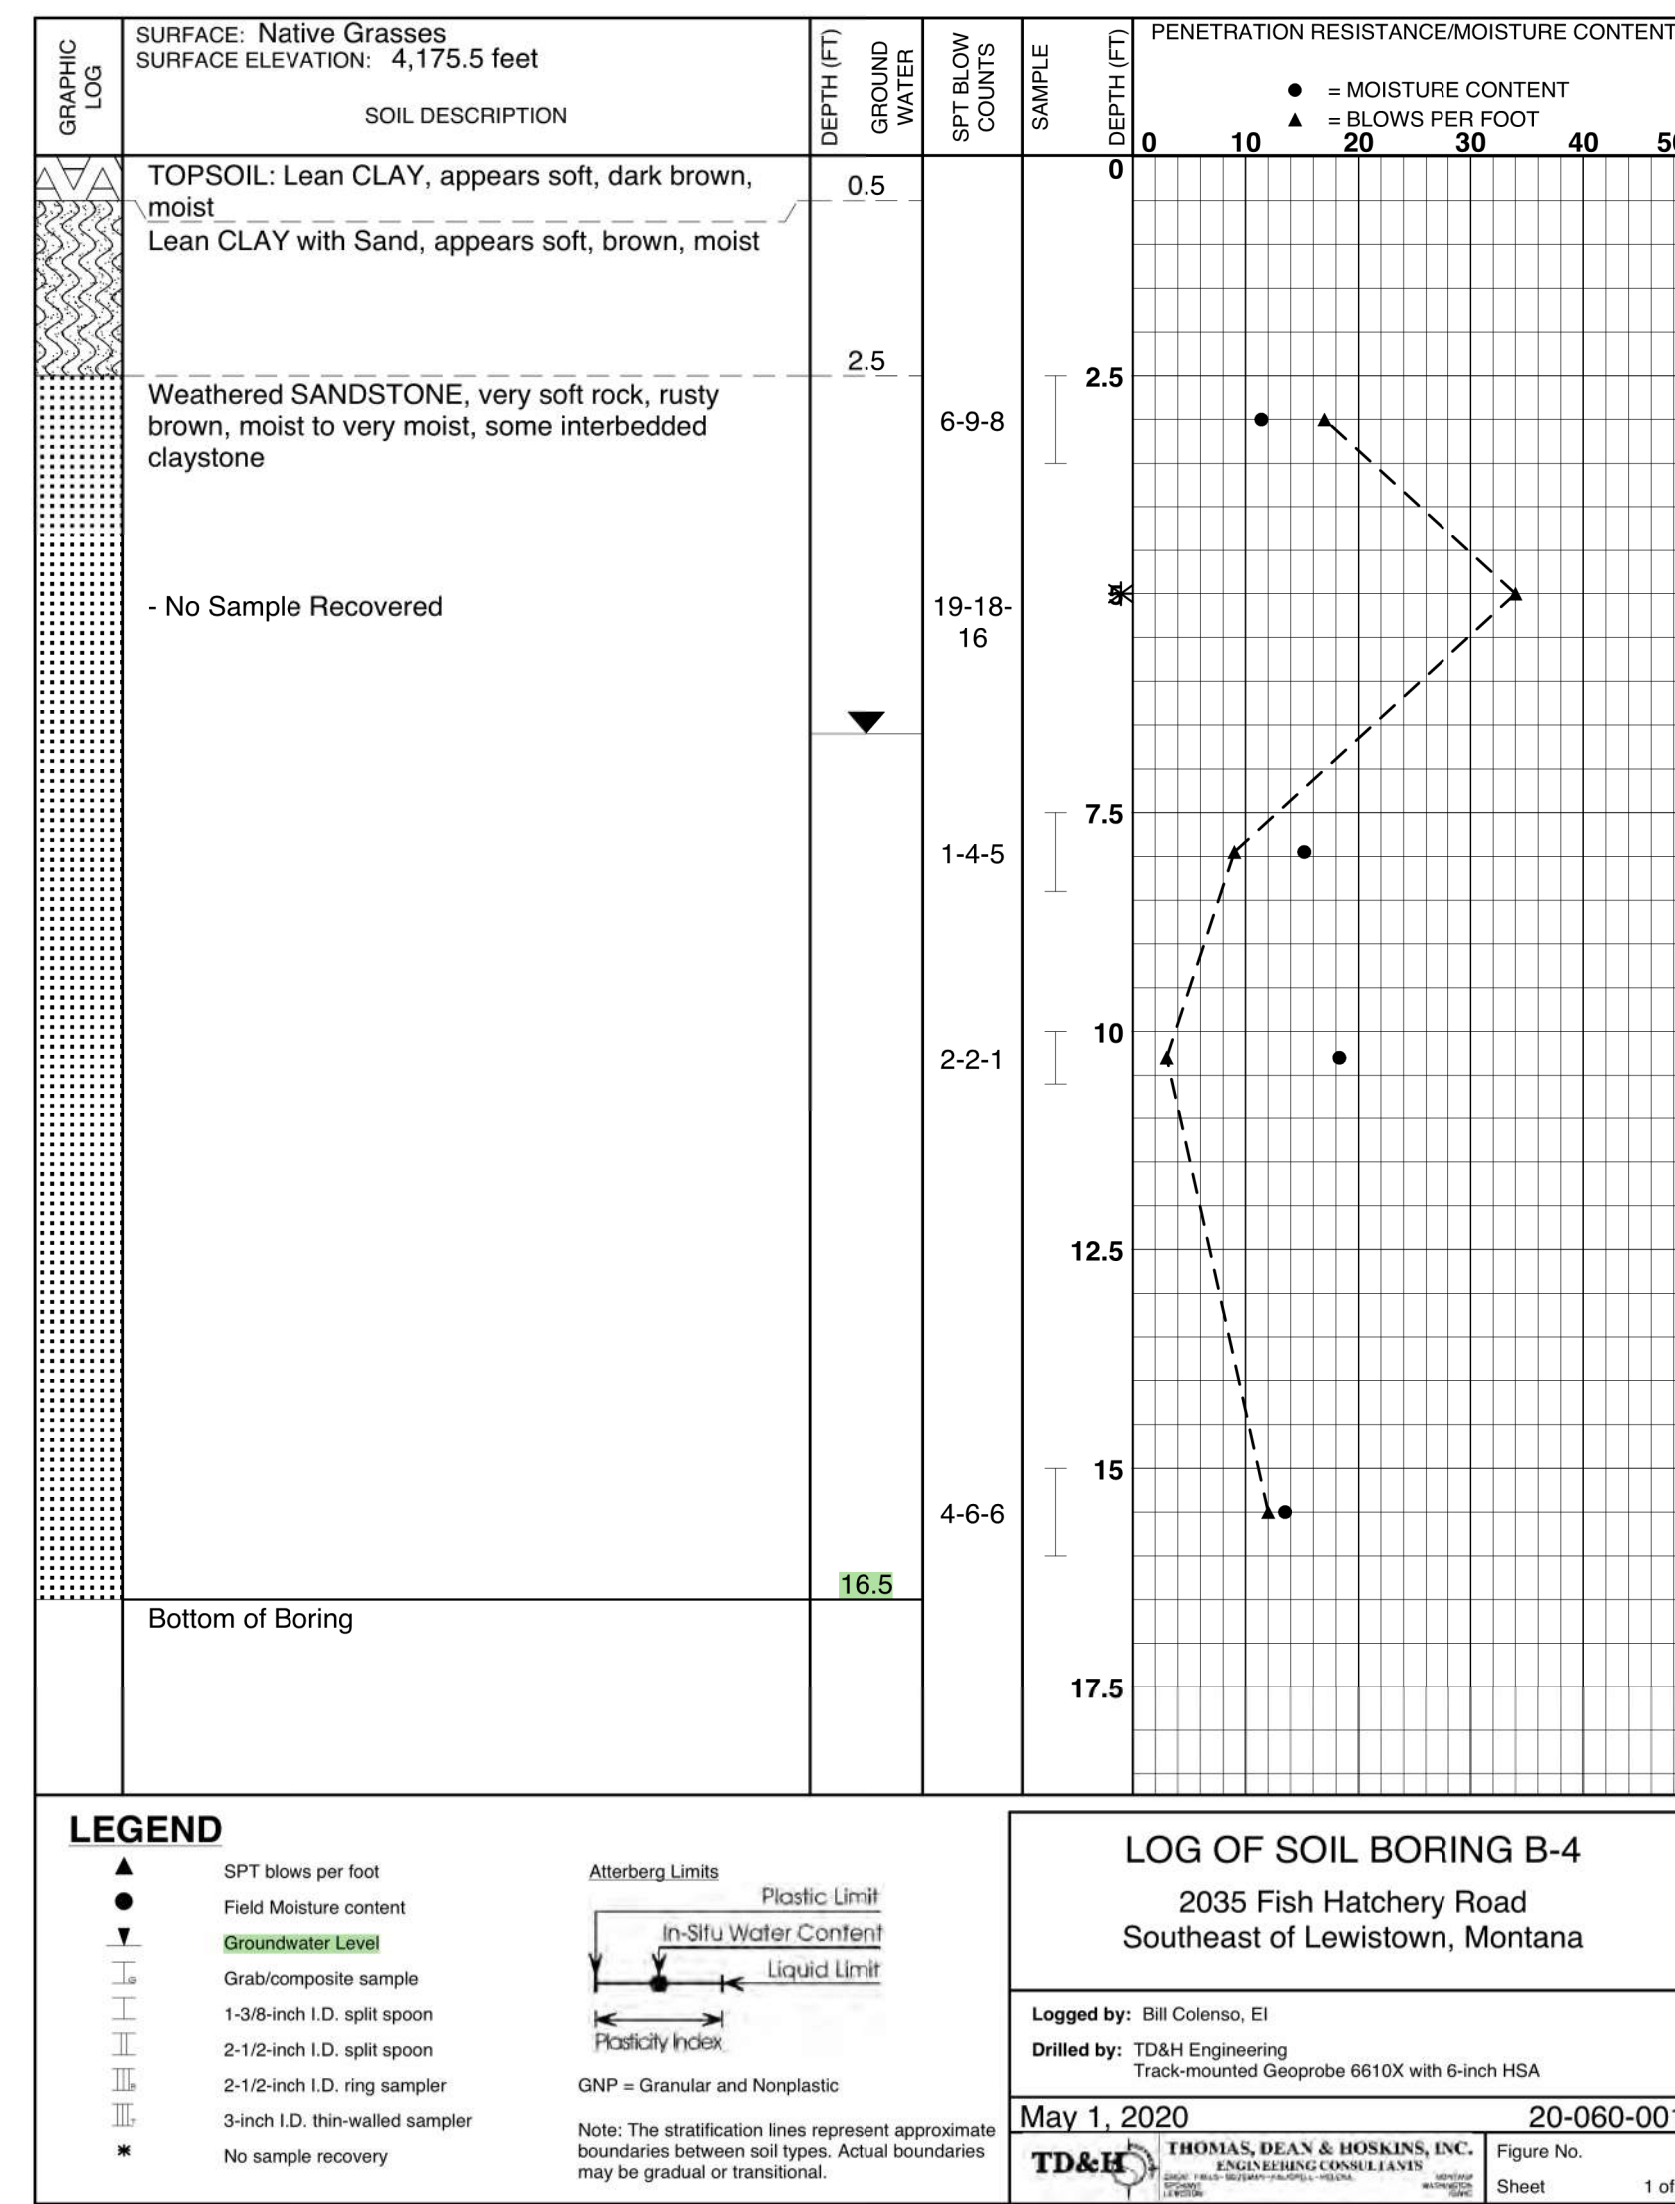 GRAPHIC
LOG
SURFACE: Native Grasses
SURFACE ELEVATION: 4,175.5 feet
SOIL DESCRIPTION
DEPTH (FT)
GROUND
WATER
SPT BLOW
COUNTS
SAMPLE
DEPTH (FT)
PENETRATION RESISTANCE/MOISTURE CONTENT
= MOISTURE CONTENT
= BLOWS PER FOOT
0 10 20 30 40
0
TOPSOIL: Lean CLAY, appears soft, dark brown,
moist
0.5
Lean CLAY with Sand, appears soft, brown, moist
2.5
2.5
Weathered SANDSTONE, very soft rock, rusty
brown, moist to very moist, some interbedded
claystone
6-9-8
- No Sample Recovered
19-18-
16
5
7.5
1-4-5
10
2-2-1
12.5
15
4-6-6
16.5
Bottom of Boring
17.5
LEGEND
SPT blows per foot
Field Moisture content
Groundwater Level
Grab/composite sample
1-3/8-inch I.D. split spoon
2-1/2-inch I.D. split spoon
2-1/2-inch I.D. ring sampler
3-inch I.D. thin-walled sampler
No sample recovery
Atterberg Limits
Plastic Limit
In-Situ Water Content
Liquid Limit
Plasticity Index
GNP = Granular and Nonplastic
Note: The stratification lines represent approximate
boundaries between soil types. Actual boundaries
may be gradual or transitional.
LOG OF SOIL BORING B-4
2035 Fish Hatchery Road
Southeast of Lewistown, Montana
Logged by: Bill Colenso, EI
Drilled by: TD&H Engineering
Track-mounted Geoprobe 6610X with 6-inch HSA
May 1, 2020 20-060-001
TD&H
THOMAS, DEAN & HOSKINS, INC.
ENGINEERING CONSULTANTS
Figure No.
Sheet 1 of